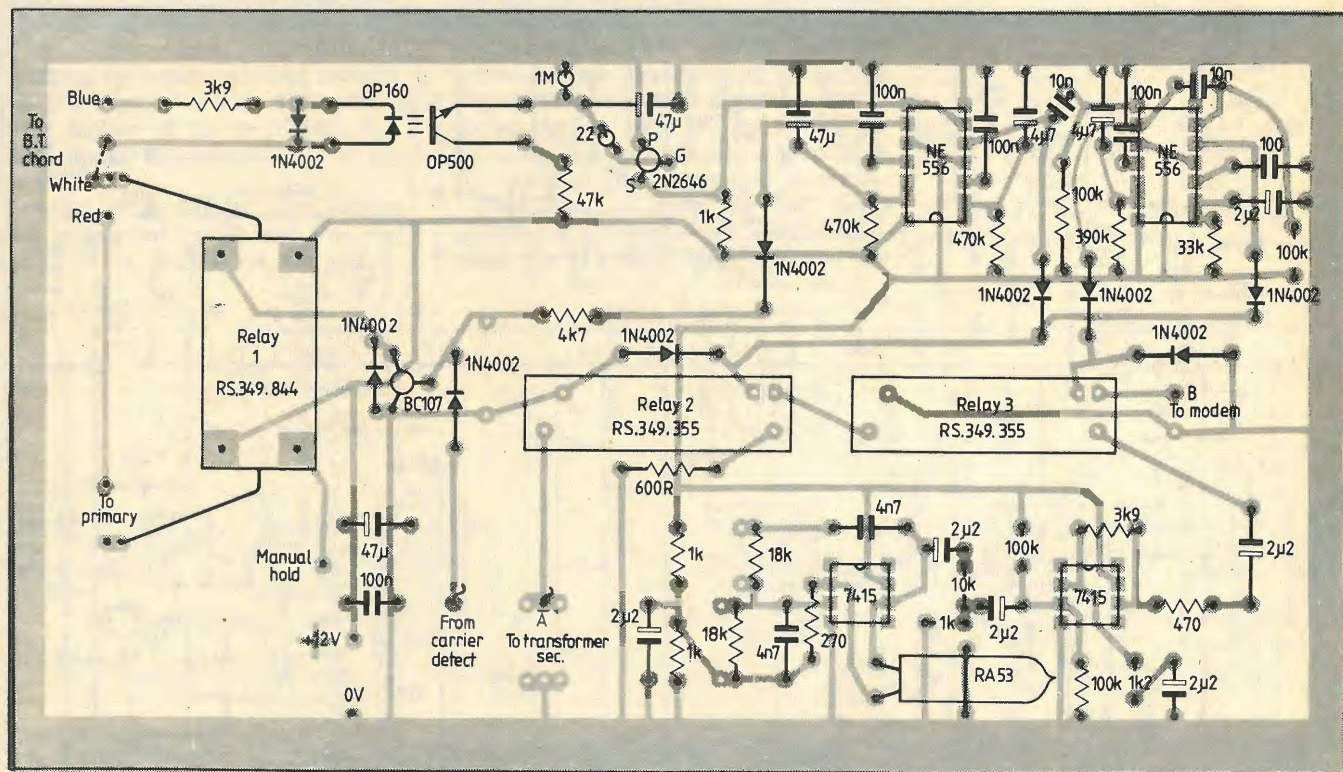 3k9
OP160
1M
47µ
10n
10n
Blue
100n
47µ
4µ7
4µ7
100n
To
B.T.
chord
22
P
G
S
2N2646
NE
556
NE
556
100n
100
1N4002
OP500
White
47k
1k
100k
2µ2
Red
470k
470k
390k
33k
100k
1N4002
1N4002
1N4002
1N4002
Relay
1
RS.349.844
1N4002
4k7
1N4002
1N4002
1N4002
BC107
Relay 2
RS.349.355
Relay 3
RS.349.355
B
To modem
600R
To
primary
4n7
3k9
47µ
1k
18k
2µ2
100k
2µ2
Manual
hold
100n
7415
10k
7415
+12V
From
carrier
detect
A
To transformer
sec.
2µ2
1k
18k
4n7
270
1k
2µ2
470
RA53
0V
100k
1k2
2µ2